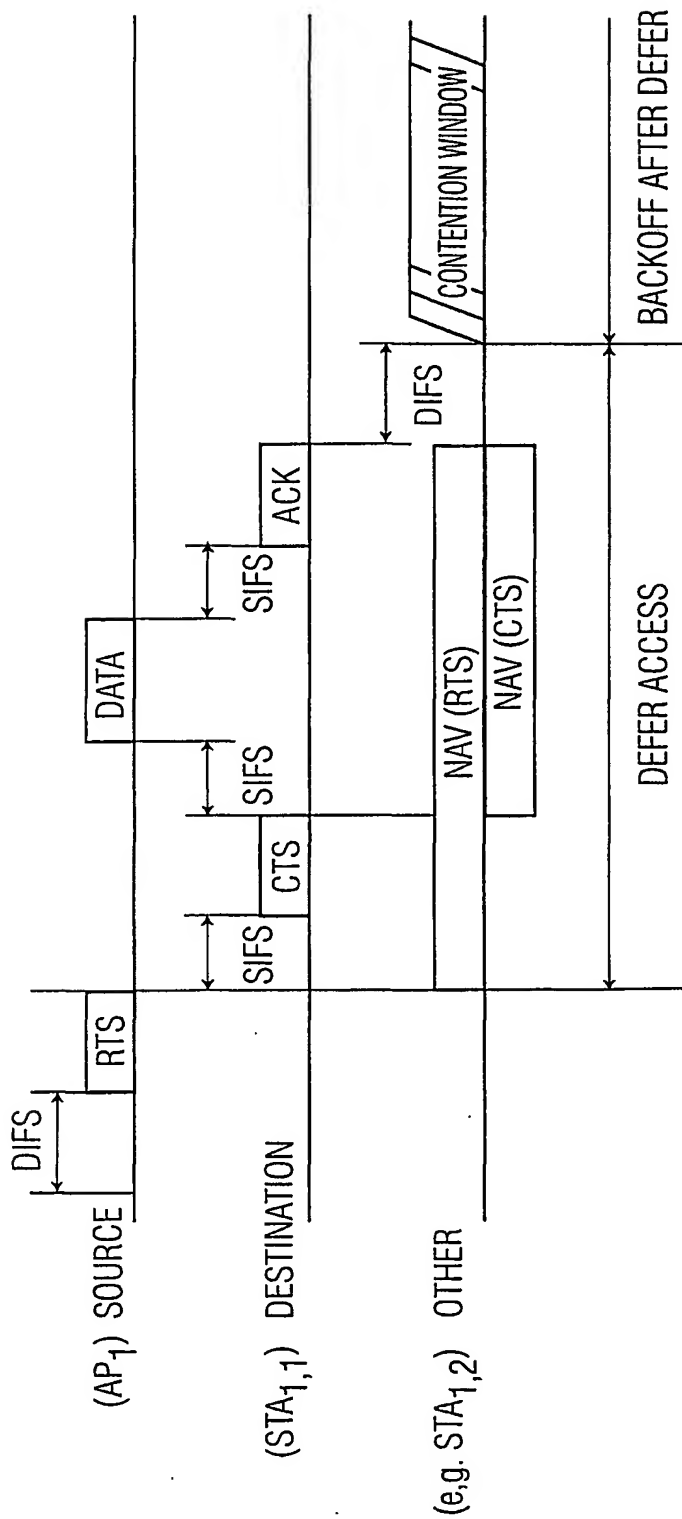 (AP1) SOURCE
DIFS
RTS
SIFS
DATA
SIFS
(STA1,1) DESTINATION
SIFS
CTS
ACK
(e,g. STA1,2) OTHER
NAV (RTS)
NAV (CTS)
DIFS
CONTENTION WINDOW
DEFER ACCESS
BACKOFF AFTER DEFER